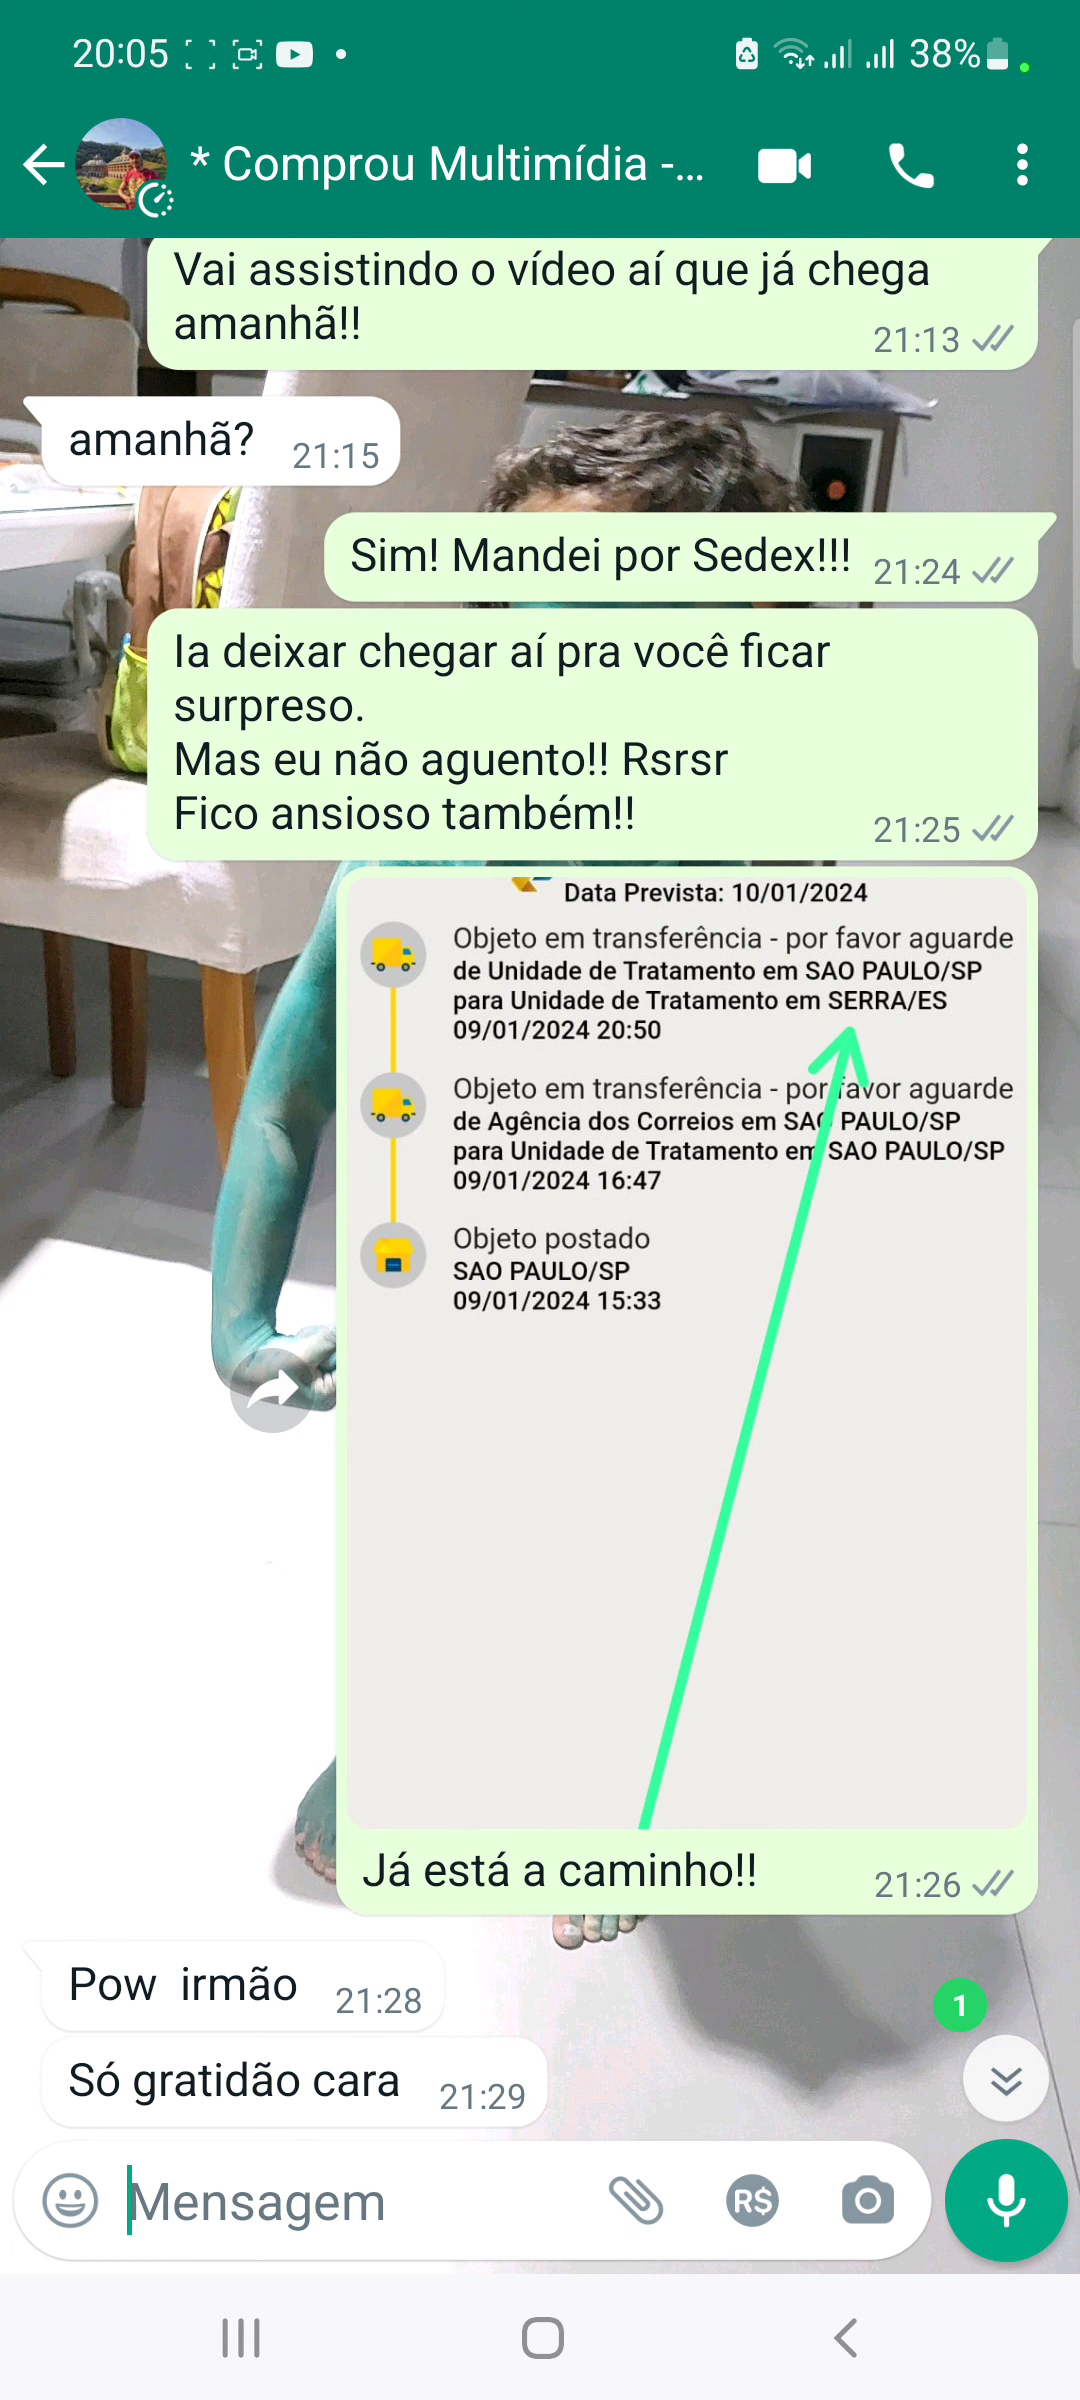 20:05
38%
* Comprou Multimídia -...
Vai assistindo o vídeo aí que já chega
amanhã!!
21:13
amanhã?
21:15
Sim! Mandei por Sedex!!!
21:24
Ia deixar chegar aí pra você ficar
surpreso.
Mas eu não aguento!! Rsrsr
Fico ansioso também!!
21:25
Data Prevista: 10/01/2024
Objeto em transferência - por favor aguarde
de Unidade de Tratamento em SAO PAULO/SP
para Unidade de Tratamento em SERRA/ES
09/01/2024 20:50
Objeto em transferência - por favor aguarde
de Agência dos Correios em SAO PAULO/SP
para Unidade de Tratamento em SAO PAULO/SP
09/01/2024 16:47
Objeto postado
SAO PAULO/SP
09/01/2024 15:33
Já está a caminho!!
21:26
Pow irmão
21:28
1
Só gratidão cara
21:29
Mensagem
R$